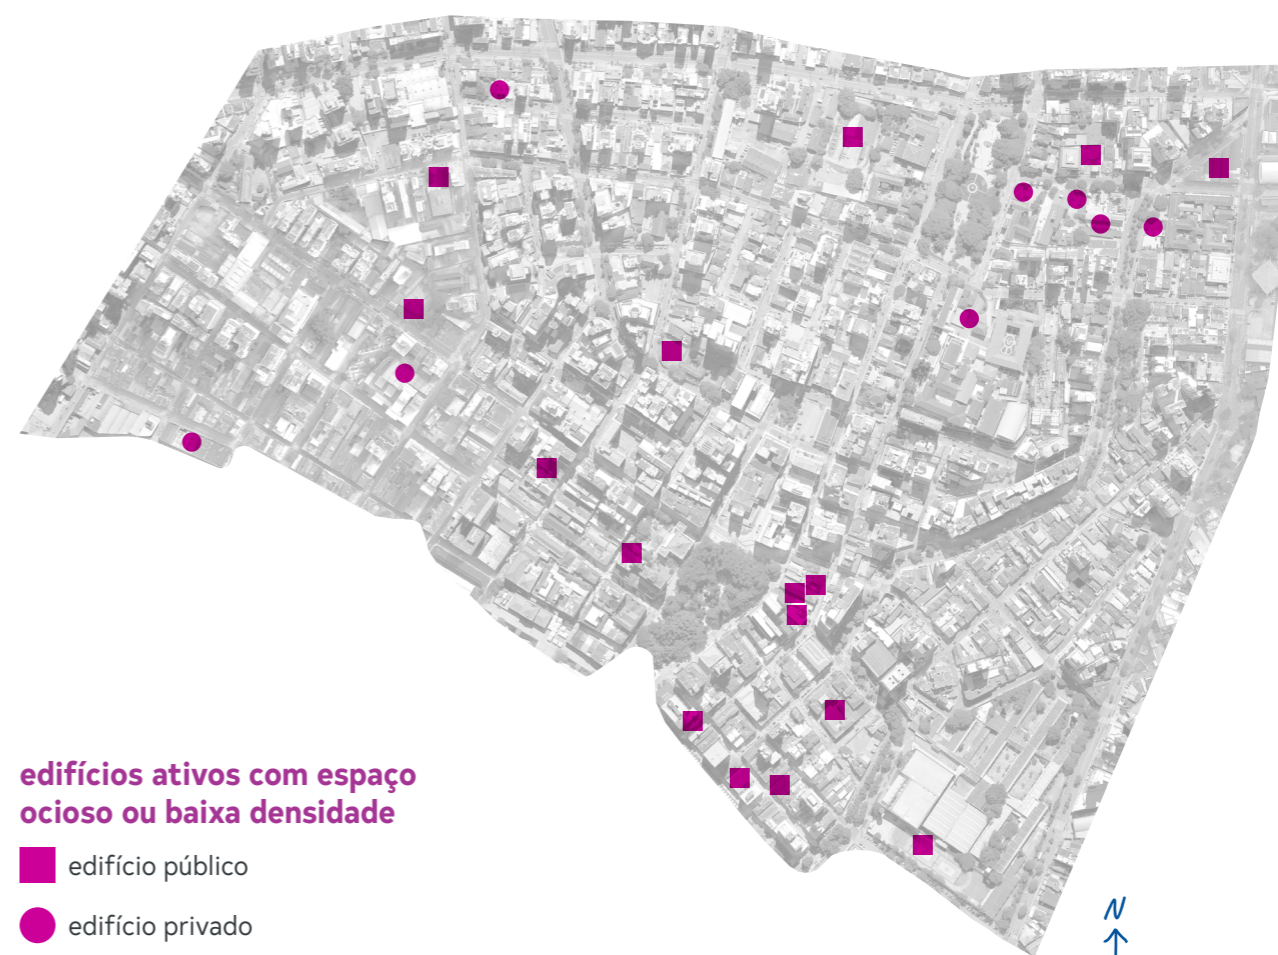 edifícios ativos com espaço
ocioso ou baixa densidade
edifício público
edifício privado
N